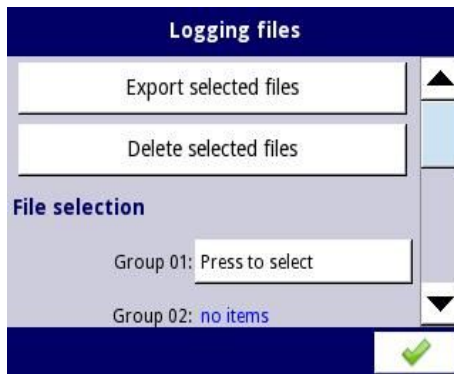 Logging files
Export selected files
Delete selected files
File selection
Group 01: Press to select
Group 02: no items